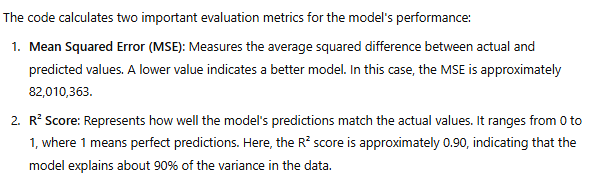 The code calculates two important evaluation metrics for the model's performance:
1. Mean Squared Error (MSE): Measures the average squared difference between actual and
predicted values. A lower value indicates a better model. In this case, the MSE is approximately
82,010,363.
2. R² Score: Represents how well the model's predictions match the actual values. It ranges from 0 to
1, where 1 means perfect predictions. Here, the R² score is approximately 0.90, indicating that the
model explains about 90% of the variance in the data.